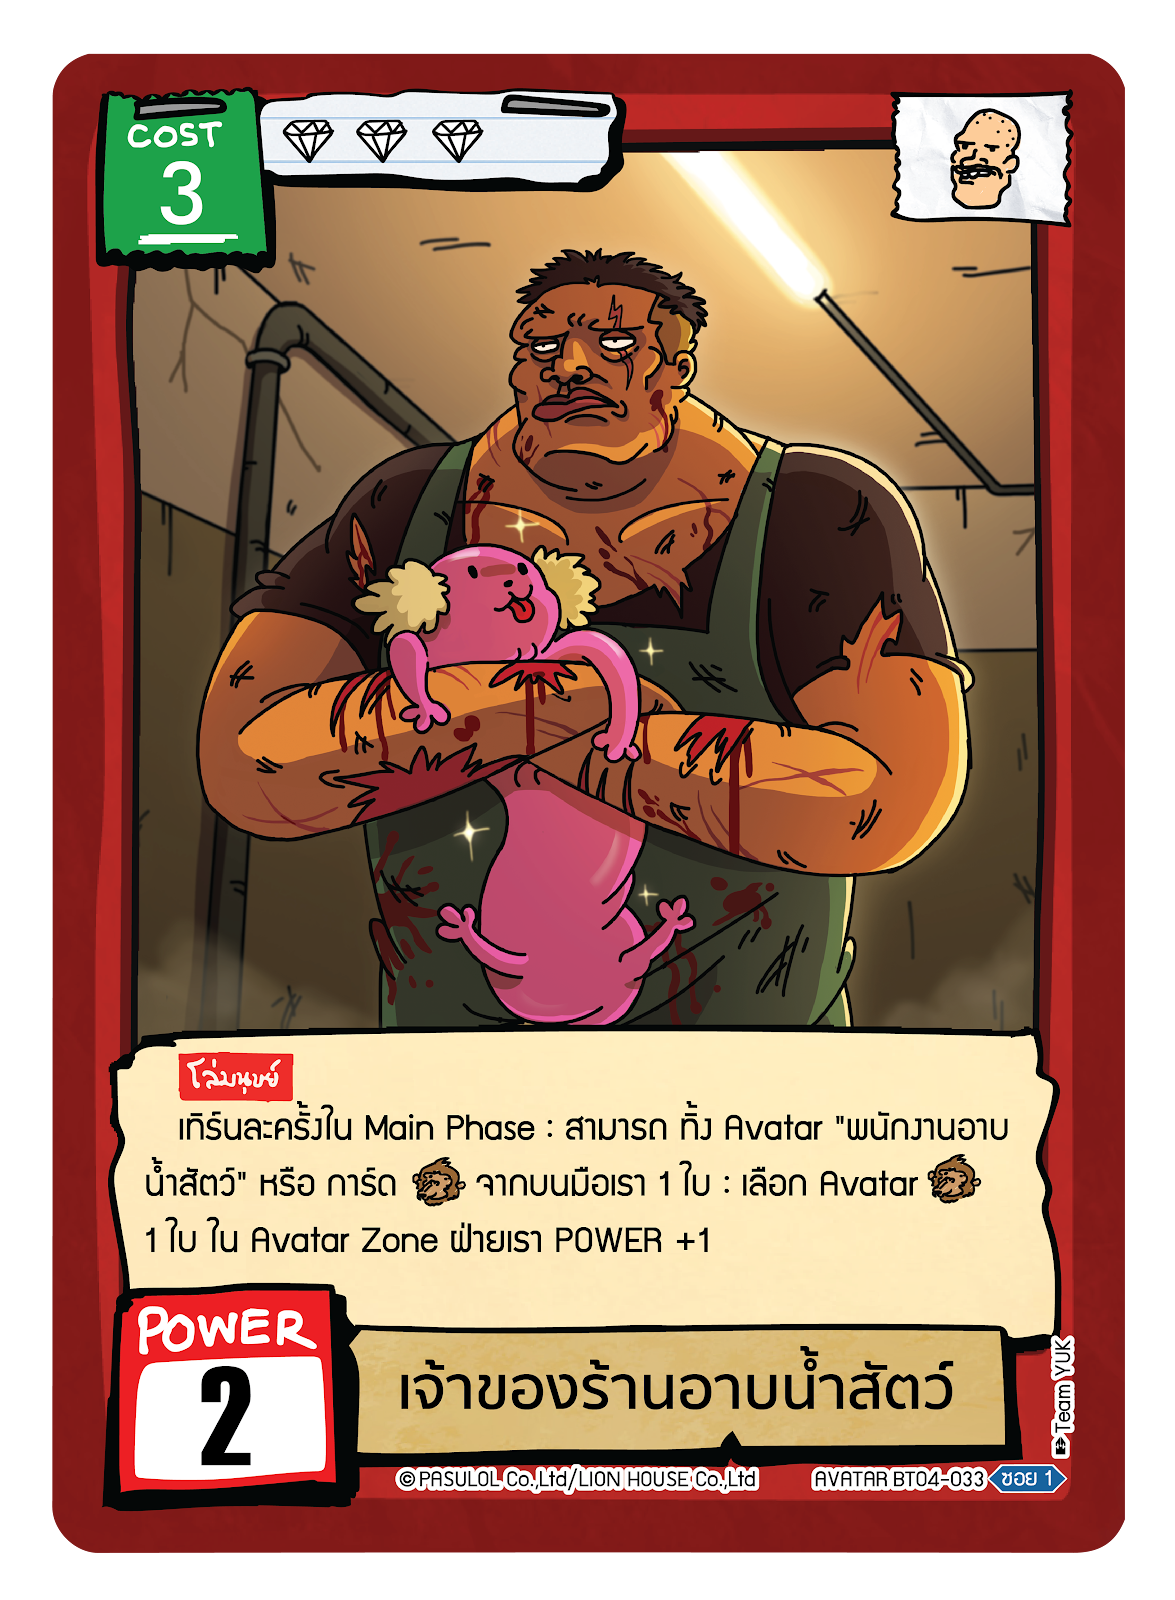 COST
3
โล่มนุษย์
เทิร์นละครั้งใน Main Phase : สามารถ ทิ้ง Avatar "พนักงานอาบ
น้ำสัตว์" หรือ การ์ด จากบนมือเรา 1 ใบ : เลือก Avatar
1 ใบ ใน Avatar Zone ฝ่ายเรา POWER +1
POWER
2
เจ้าของร้านอาบน้ำสัตว์
Team YUK
© PASULOL Co.,Ltd/LION HOUSE Co.,Ltd
AVATAR BT04-033 ซอย 1